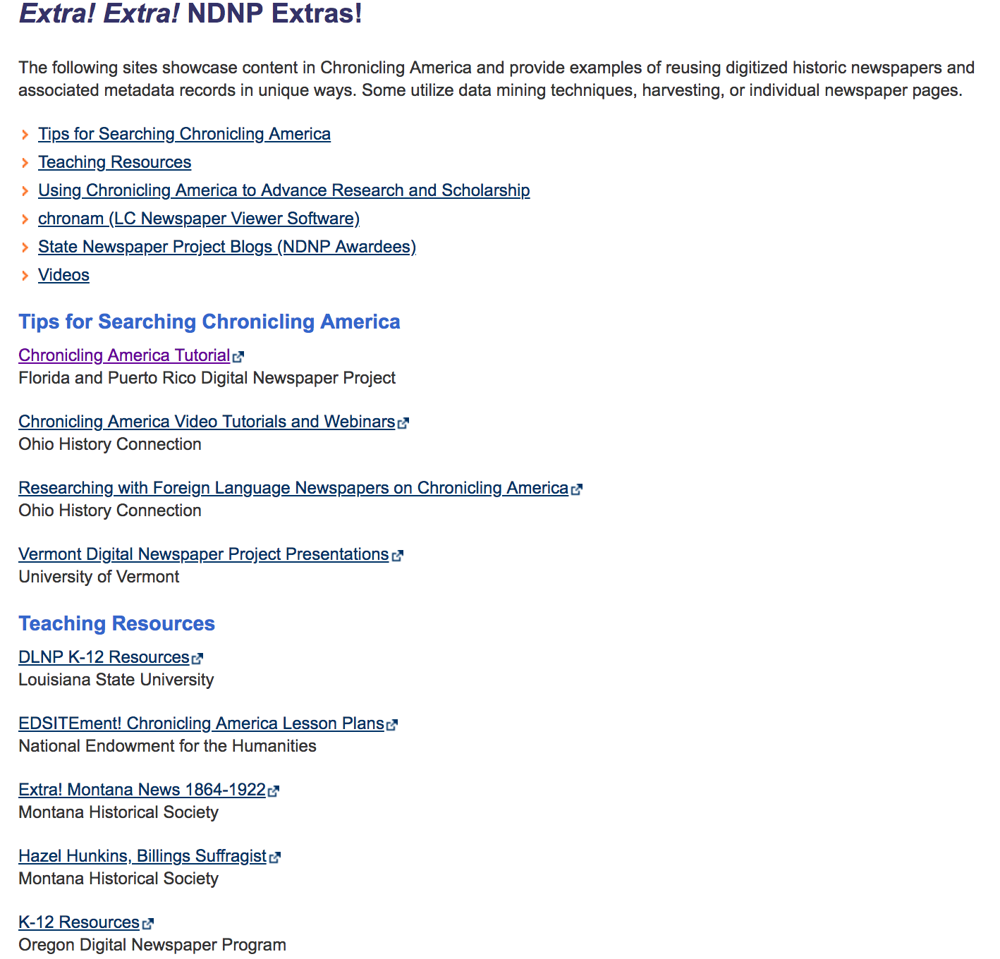 Extra! Extra! NDNP Extras!
The following sites showcase content in Chronicling America and provide examples of reusing digitized historic newspapers and
associated metadata records in unique ways. Some utilize data mining techniques, harvesting, or individual newspaper pages.
Tips for Searching Chronicling America
Teaching Resources
Using Chronicling America to Advance Research and Scholarship
chronam (LC Newspaper Viewer Software)
State Newspaper Project Blogs (NDNP Awardees)
Videos
Tips for Searching Chronicling America
Chronicling America Tutorial
Florida and Puerto Rico Digital Newspaper Project
Chronicling America Video Tutorials and Webinars
Ohio History Connection
Researching with Foreign Language Newspapers on Chronicling America
Ohio History Connection
Vermont Digital Newspaper Project Presentations
University of Vermont
Teaching Resources
DLNP K-12 Resources
Louisiana State University
EDSITEment! Chronicling America Lesson Plans
National Endowment for the Humanities
Extra! Montana News 1864-1922
Montana Historical Society
Hazel Hunkins, Billings Suffragist
Montana Historical Society
K-12 Resources
Oregon Digital Newspaper Program